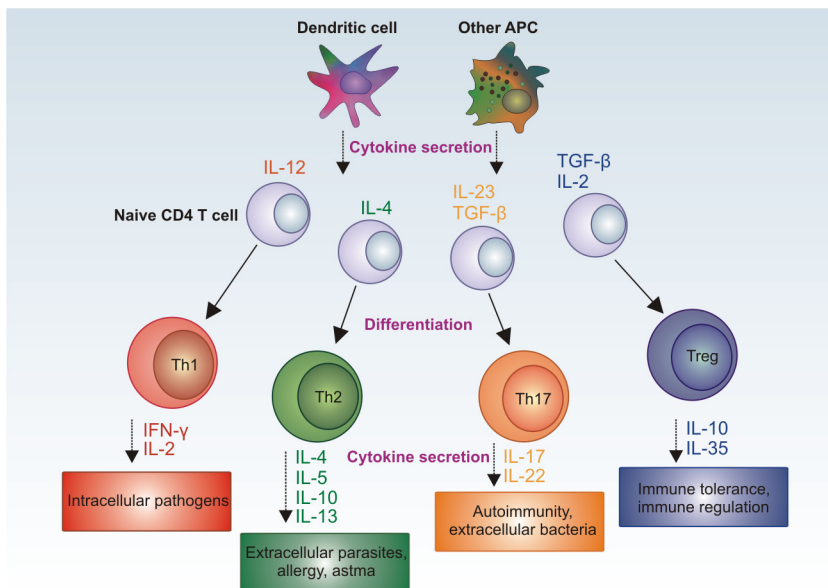 Dendritic cell
Other APC
Cytokine secretion
IL-12
TGF-β
IL-2
IL-23
TGF-β
IL-4
Naive CD4 T cell
Differentiation
Th1
Th2
Th17
Treg
IFN-γ
IL-2
IL-4
IL-5
IL-10
IL-13
Cytokine secretion
IL-17
IL-22
IL-10
IL-35
Intracellular pathogens
Extracellular parasites,
allergy, astma
Autoimmunity,
extracellular bacteria
Immune tolerance,
immune regulation